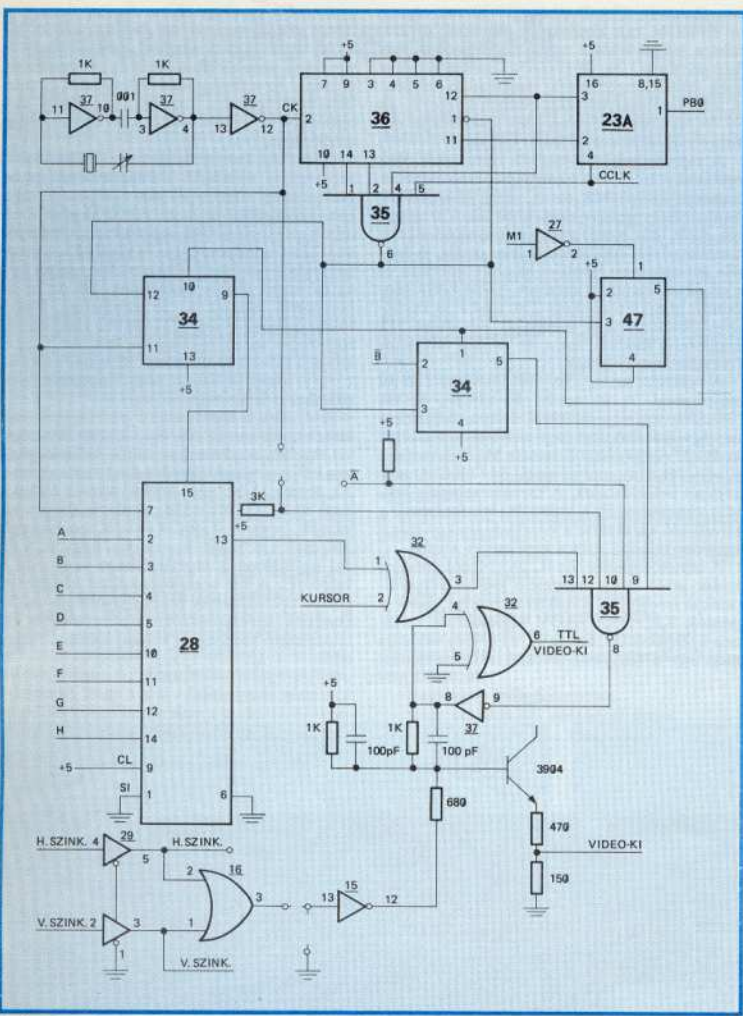 1K
1K
+5
+5
11 37 10 001 3 37 4 13 37 12 CK 2
7 9 3 4 5 6
36
12
1
11
10 14 13
+5
16 8,15
3
23A
1 PB0
2
4
CCLK
1 2 4 5
35
6
M1 1 27 2
1
+5
2 5
3 47
4
10
12 9
34
11
13
+5
1
B̅ 2 5
34
3
4
+5
+5
A̅
15
7
3K
+5
A 2
13
B 3
C 4
D 5
E 10
28
F 11
G 12
H 14
+5 CL 9
SI 1
6
32
1
3
KURSOR 2
32
4
6 TTL
5 VIDEO-KI
13 12 10 9
35
8
8 9
37
+5
1K 100pF
1K 100 pF
3904
680
470
VIDEO-KI
150
H.SZINK. 4 29 5 H.SZINK.
2 16 3
1
13 15 12
V.SZINK. 2 3
1
V.SZINK.